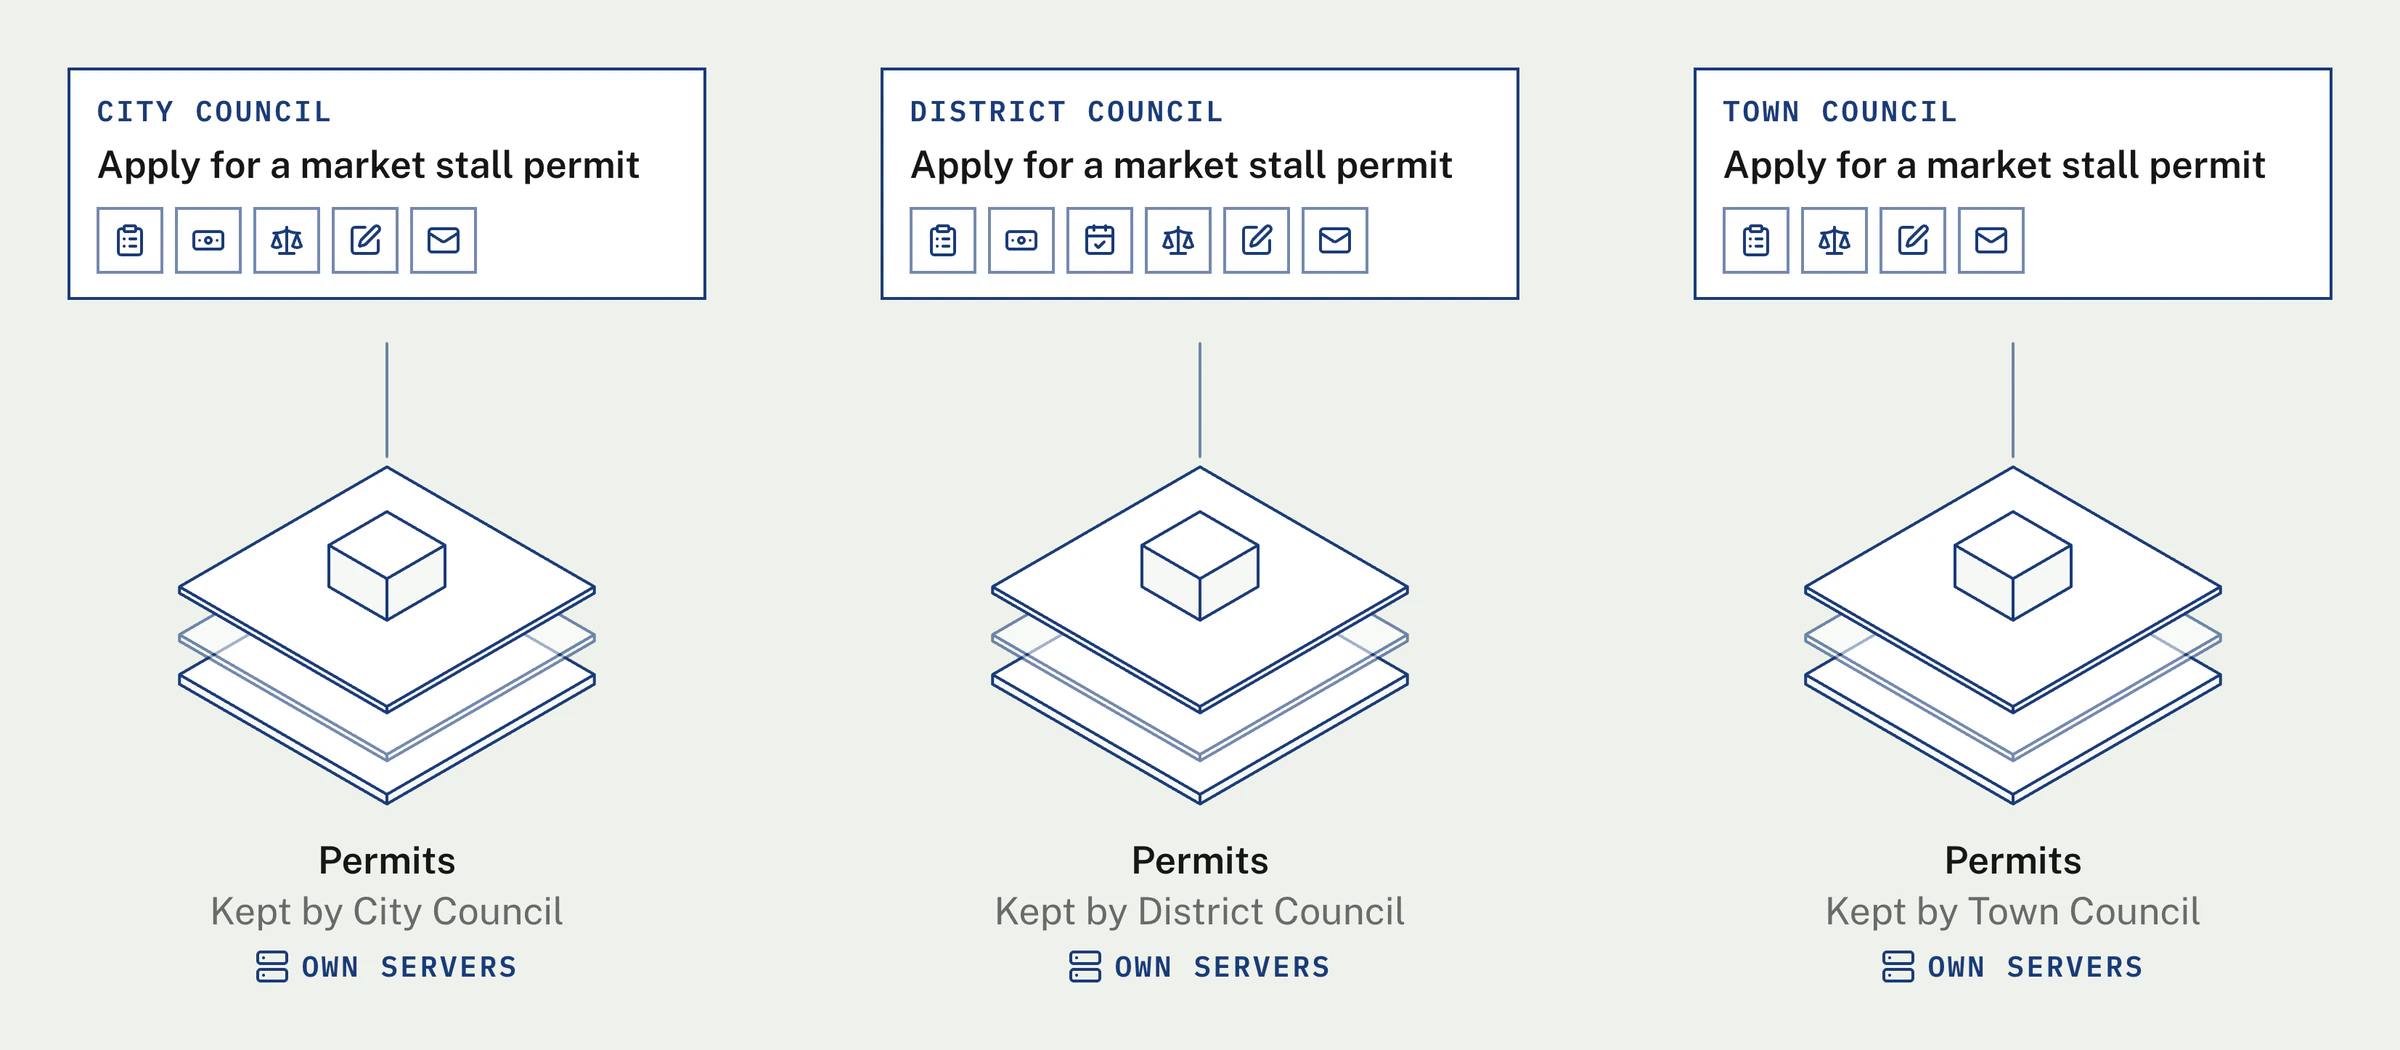 CITY COUNCIL
Apply for a market stall permit
DISTRICT COUNCIL
Apply for a market stall permit
TOWN COUNCIL
Apply for a market stall permit
Permits
Kept by City Council
OWN SERVERS
Permits
Kept by District Council
OWN SERVERS
Permits
Kept by Town Council
OWN SERVERS